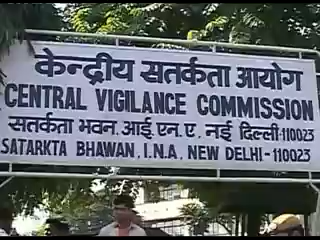 केन्द्रीय सतर्कता आयोग
CENTRAL VIGILANCE COMMISSION
सतर्कता भवन. आई.एन.ए. नई दिल्ली-110023
SATARKTA BHAWAN, I.N.A, NEW DELHI-110023